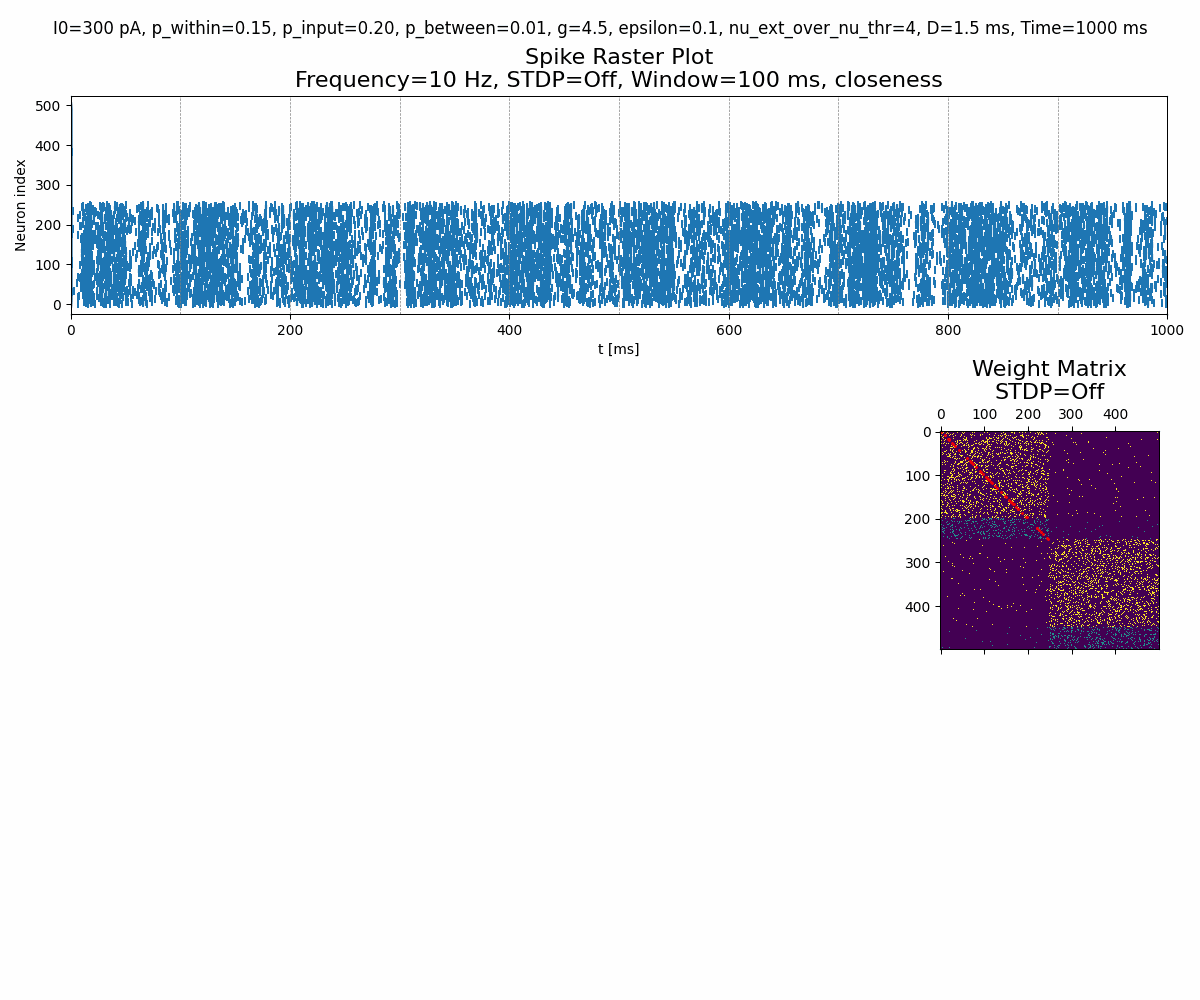 I0=300 pA, p_within=0.15, p_input=0.20, p_between=0.01, g=4.5, epsilon=0.1, nu_ext_over_nu_thr=4, D=1.5 ms, Time=1000 ms
Spike Raster Plot
Frequency=10 Hz, STDP=Off, Window=100 ms, closeness
500
400
300
200
100
0
Neuron index
0 200 400 600 800 1000
t [ms]
Weight Matrix
STDP=Off
0 100 200 300 400
0
100
200
300
400